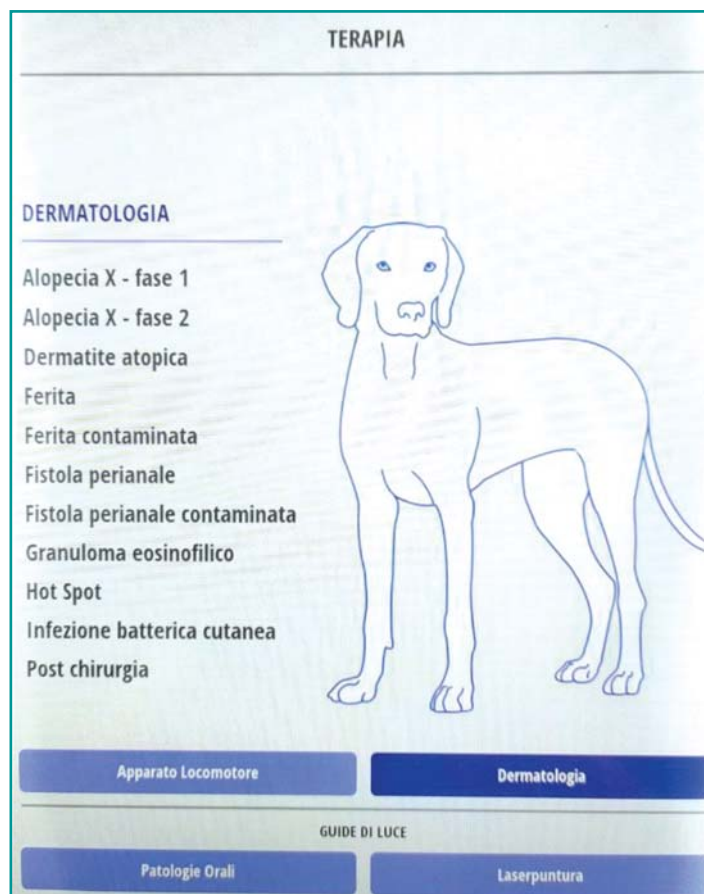 TERAPIA
DERMATOLOGIA
Alopecia X - fase 1
Alopecia X - fase 2
Dermatite atopica
Ferita
Ferita contaminata
Fistola perianale
Fistola perianale contaminata
Granuloma eosinofilico
Hot Spot
Infezione batterica cutanea
Post chirurgia
Apparato Locomotore
Dermatologia
GUIDE DI LUCE
Patologie Orali
Laserpuntura